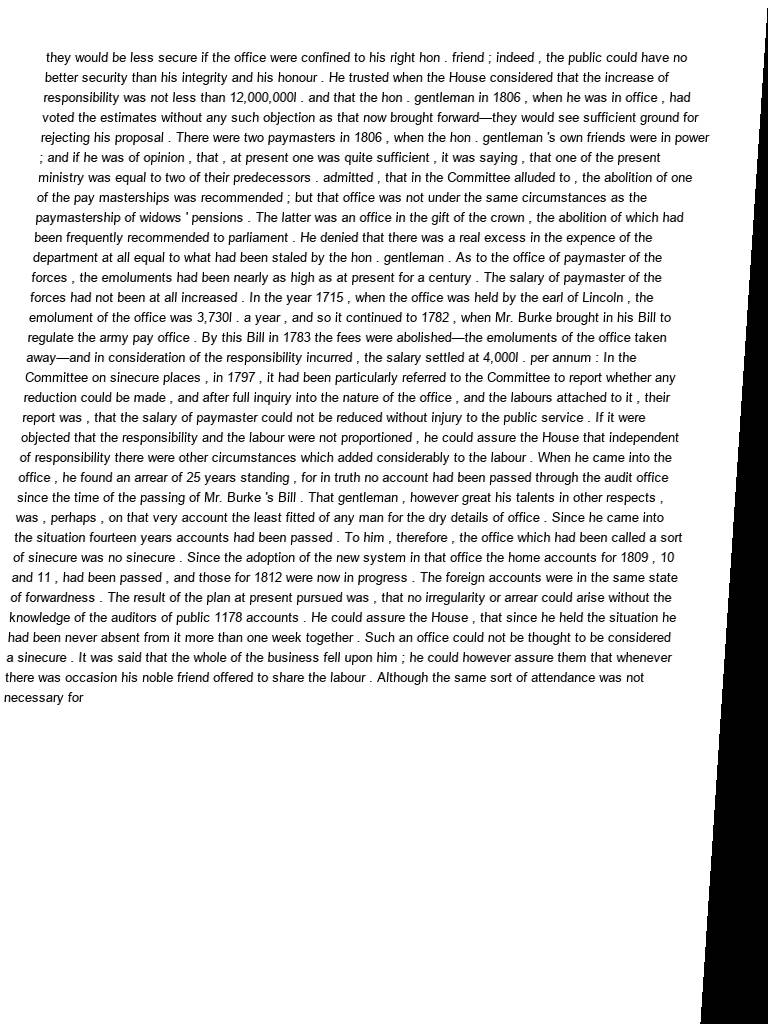 they would be less secure if the office were confined to his right hon . friend ; indeed , the public could have no
better security than his integrity and his honour . He trusted when the House considered that the increase of
responsibility was not less than 12,000,000l . and that the hon . gentleman in 1806 , when he was in office , had
voted the estimates without any such objection as that now brought forward—they would see sufficient ground for
rejecting his proposal . There were two paymasters in 1806 , when the hon . gentleman 's own friends were in power
; and if he was of opinion , that , at present one was quite sufficient , it was saying , that one of the present
ministry was equal to two of their predecessors . admitted , that in the Committee alluded to , the abolition of one
of the pay masterships was recommended ; but that office was not under the same circumstances as the
paymastership of widows ' pensions . The latter was an office in the gift of the crown , the abolition of which had
been frequently recommended to parliament . He denied that there was a real excess in the expence of the
department at all equal to what had been staled by the hon . gentleman . As to the office of paymaster of the
forces , the emoluments had been nearly as high as at present for a century . The salary of paymaster of the
forces had not been at all increased . In the year 1715 , when the office was held by the earl of Lincoln , the
emolument of the office was 3,730l . a year , and so it continued to 1782 , when Mr. Burke brought in his Bill to
regulate the army pay office . By this Bill in 1783 the fees were abolished—the emoluments of the office taken
away—and in consideration of the responsibility incurred , the salary settled at 4,000l . per annum : In the
Committee on sinecure places , in 1797 , it had been particularly referred to the Committee to report whether any
reduction could be made , and after full inquiry into the nature of the office , and the labours attached to it , their
report was , that the salary of paymaster could not be reduced without injury to the public service . If it were
objected that the responsibility and the labour were not proportioned , he could assure the House that independent
of responsibility there were other circumstances which added considerably to the labour . When he came into the
office , he found an arrear of 25 years standing , for in truth no account had been passed through the audit office
since the time of the passing of Mr. Burke 's Bill . That gentleman , however great his talents in other respects ,
was , perhaps , on that very account the least fitted of any man for the dry details of office . Since he came into
the situation fourteen years accounts had been passed . To him , therefore , the office which had been called a sort
of sinecure was no sinecure . Since the adoption of the new system in that office the home accounts for 1809 , 10
and 11 , had been passed , and those for 1812 were now in progress . The foreign accounts were in the same state
of forwardness . The result of the plan at present pursued was , that no irregularity or arrear could arise without the
knowledge of the auditors of public 1178 accounts . He could assure the House , that since he held the situation he
had been never absent from it more than one week together . Such an office could not be thought to be considered
a sinecure . It was said that the whole of the business fell upon him ; he could however assure them that whenever
there was occasion his noble friend offered to share the labour . Although the same sort of attendance was not
necessary for